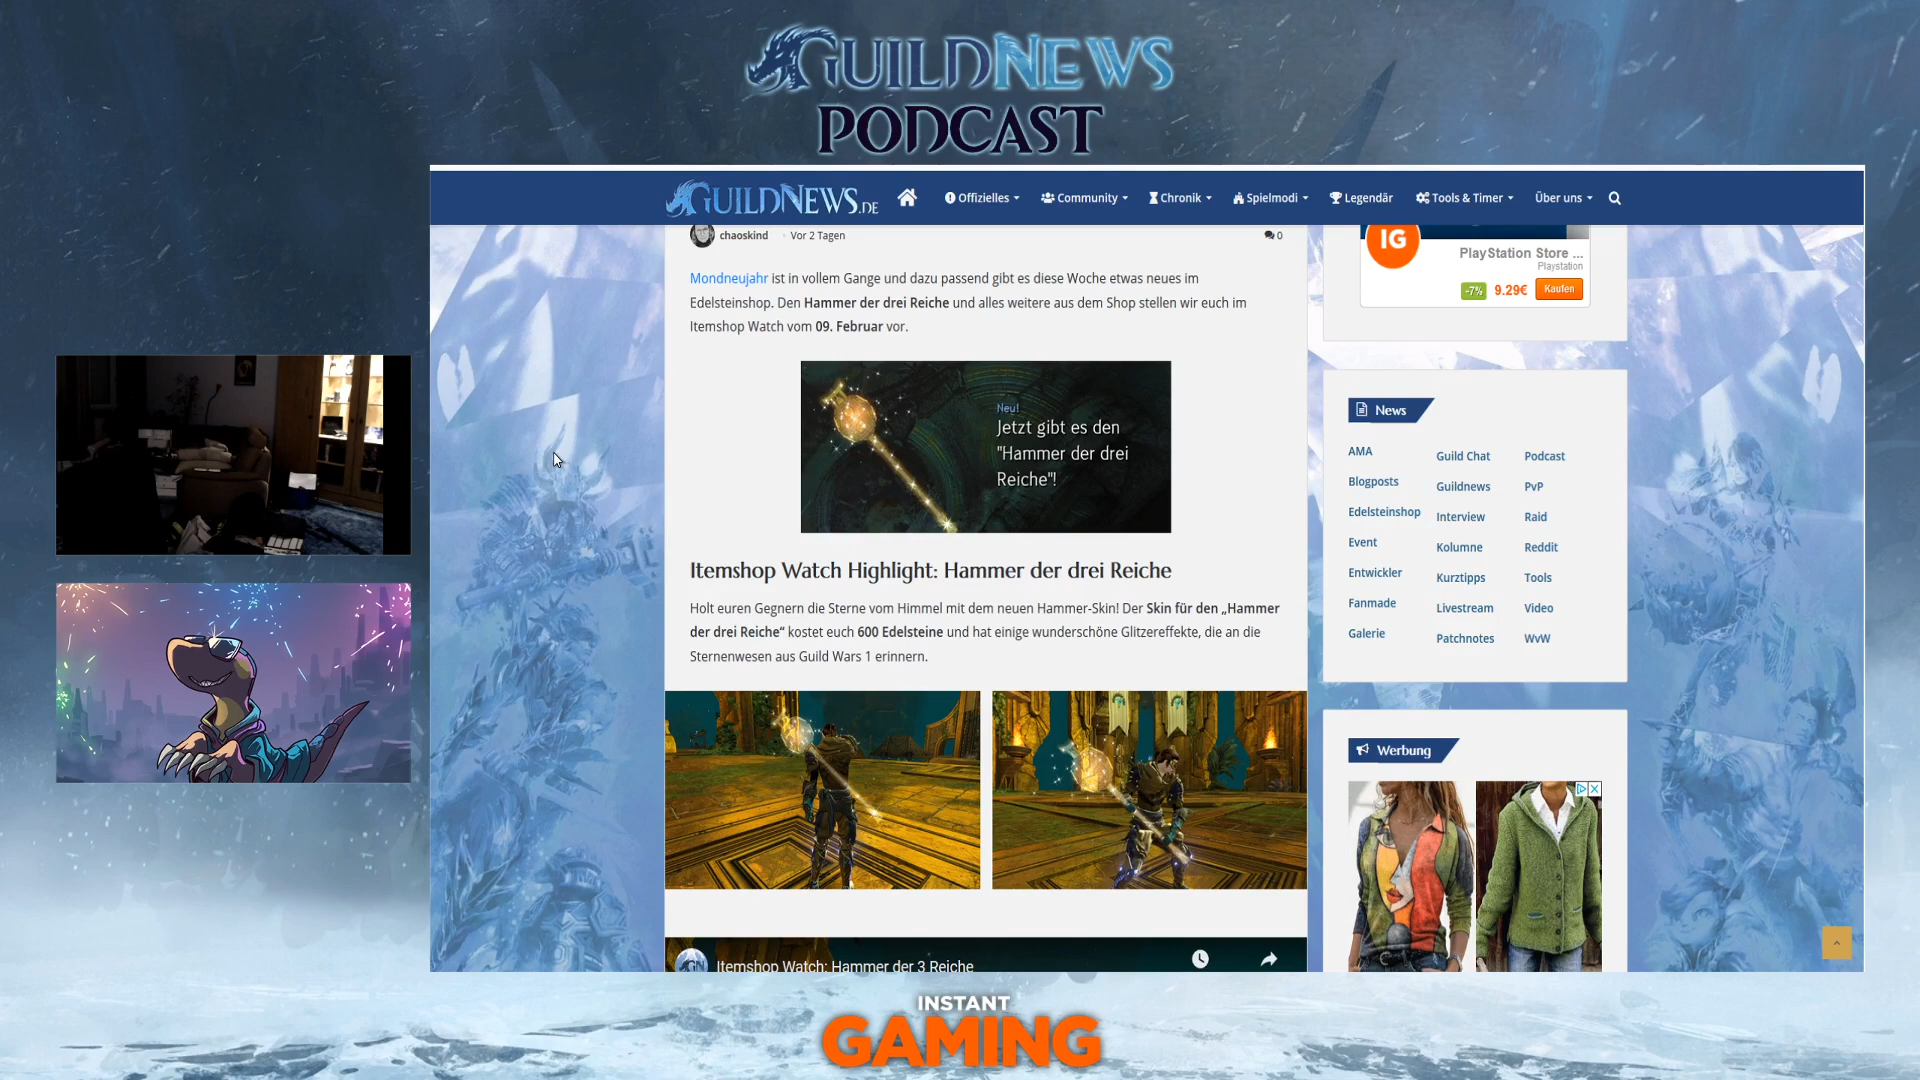 GUILDNEWS
PODCAST
GUILDNEWS.DE
Offizielles
Community
Chronik
Spielmodi
Legendär
Tools & Timer
Über uns
chaoskind
Vor 2 Tagen
0
Mondneujahr ist in vollem Gange und dazu passend gibt es diese Woche etwas neues im
Edelsteinshop. Den Hammer der drei Reiche und alles weitere aus dem Shop stellen wir euch im
Itemshop Watch vom 09. Februar vor.
Neu!
Jetzt gibt es den
"Hammer der drei
Reiche"!
Itemshop Watch Highlight: Hammer der drei Reiche
Holt euren Gegnern die Sterne vom Himmel mit dem neuen Hammer-Skin! Der Skin für den „Hammer
der drei Reiche“ kostet euch 600 Edelsteine und hat einige wunderschöne Glitzereffekte, die an die
Sternenwesen aus Guild Wars 1 erinnern.
Itemshop Watch: Hammer der 3 Reiche
IG
PlayStation Store ...
Playstation
-7%
9.29€
Kaufen
News
AMA
Blogposts
Edelsteinshop
Event
Entwickler
Fanmade
Galerie
Guild Chat
Guildnews
Interview
Kolumne
Kurztipps
Livestream
Patchnotes
Podcast
PvP
Raid
Reddit
Tools
Video
WvW
Werbung
INSTANT
GAMING